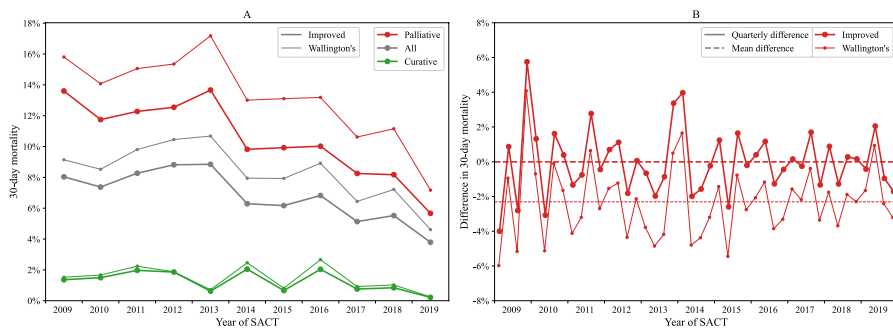 A
18%
16%
14%
12%
10%
8%
6%
4%
2%
0%
30-day mortality
Improved
Wallington's
Palliative
All
Curative
2009 2010 2011 2012 2013 2014 2015 2016 2017 2018 2019
Year of SACT
B
8%
6%
4%
2%
0%
-2%
-4%
-6%
-8%
Difference in 30-day mortality
Quarterly difference
Mean difference
Improved
Wallington's
2009 2010 2011 2012 2013 2014 2015 2016 2017 2018 2019
Year of SACT